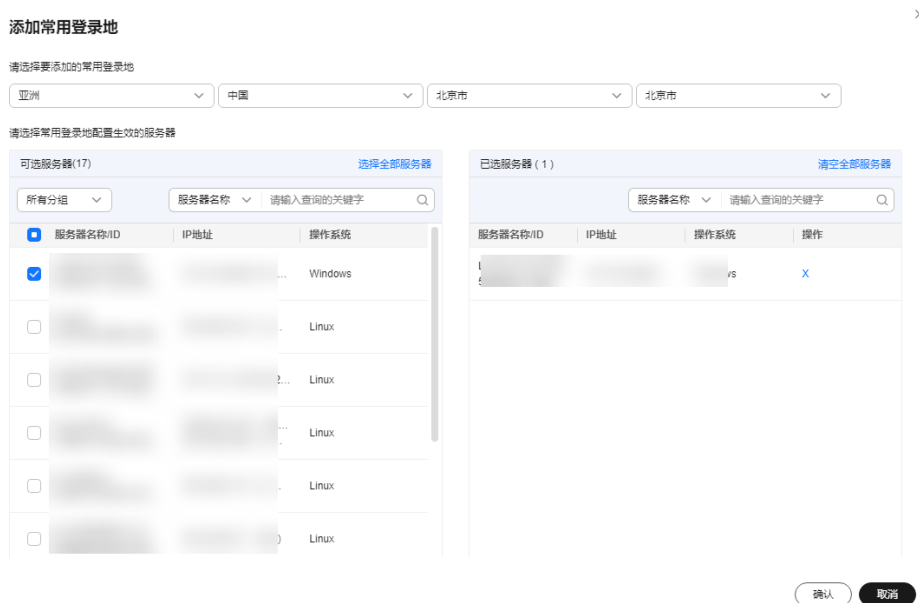 添加常用登录地
请选择要添加的常用登录地
亚洲 中国 北京市 北京市
请选择常用登录地配置生效的服务器
可选服务器(17) 选择全部服务器
所有分组 服务器名称 请输入查询的关键字
服务器名称/ID IP地址 操作系统
... Windows
Linux
... Linux
... Linux
Linux
Linux
已选服务器 ( 1 ) 清空全部服务器
服务器名称 请输入查询的关键字
服务器名称/ID IP地址 操作系统 操作
X
确认 取消